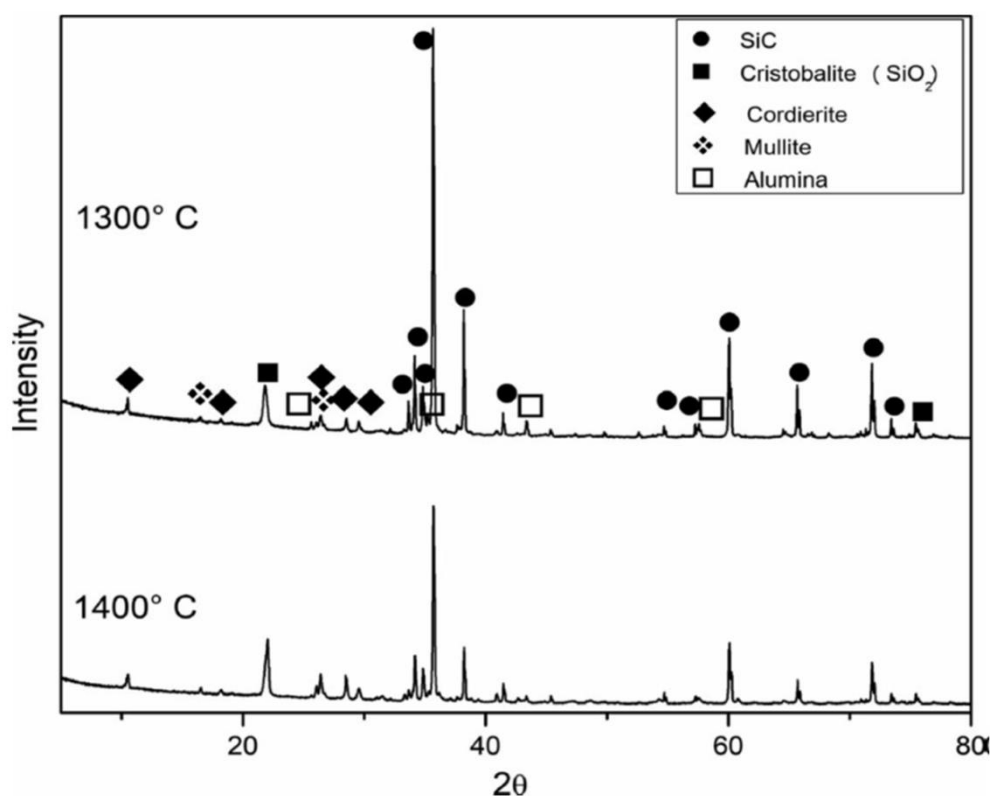 SiC
Cristobalite ( SiO₂)
Cordierite
Mullite
Alumina
1300° C
Intensity
1400° C
20 40 60 80
2θ